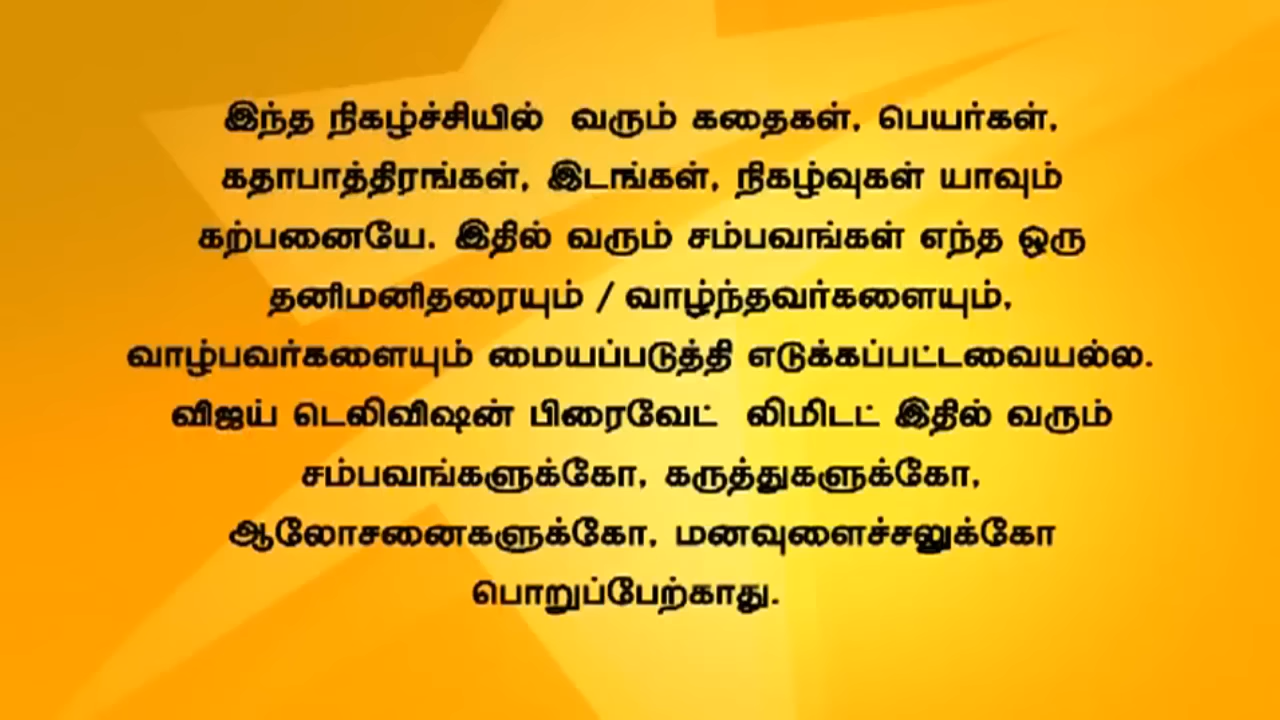 இந்த நிகழ்ச்சியில் வரும் கதைகள், பெயர்கள்,
கதாபாத்திரங்கள், இடங்கள், நிகழ்வுகள் யாவும்
கற்பனையே. இதில் வரும் சம்பவங்கள் எந்த ஒரு
தனிமனிதரையும் / வாழ்ந்தவர்களையும்,
வாழ்பவர்களையும் மையப்படுத்தி எடுக்கப்பட்டவையல்ல.
விஜய் டெலிவிஷன் பிரைவேட் லிமிடட் இதில் வரும்
சம்பவங்களுக்கோ, கருத்துகளுக்கோ,
ஆலோசனைகளுக்கோ, மனவுளைச்சலுக்கோ
பொறுப்பேற்காது.